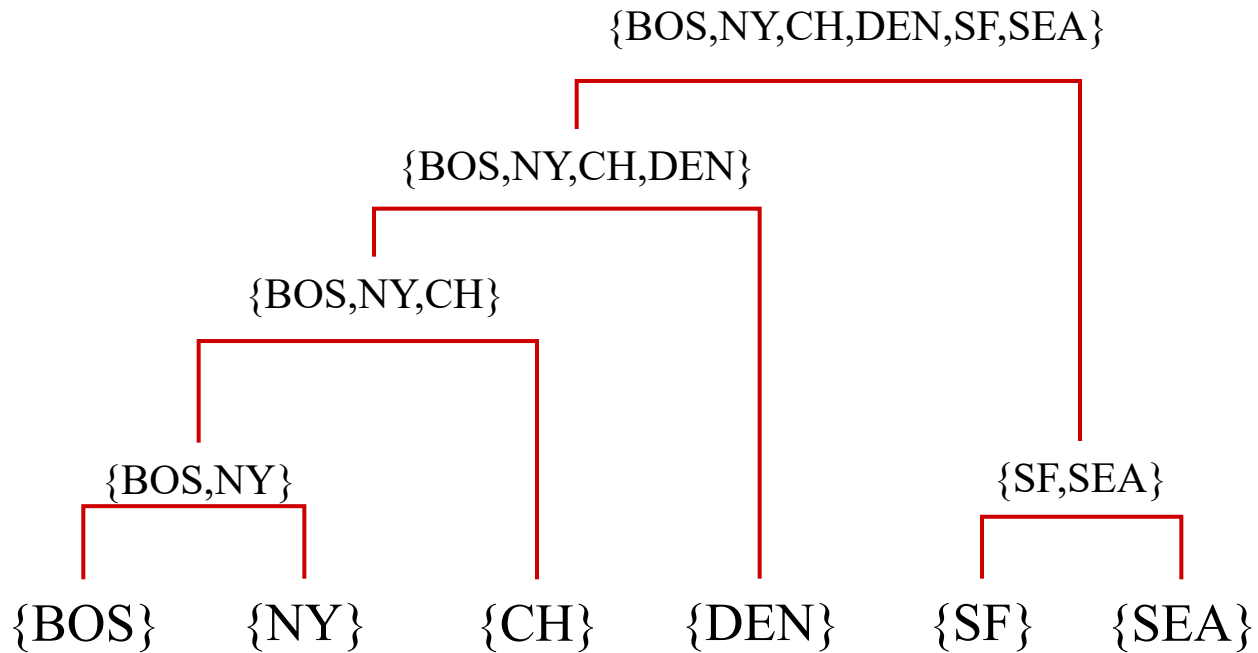 {BOS,NY,CH,DEN,SF,SEA}
{BOS,NY,CH,DEN}
{BOS,NY,CH}
{BOS,NY} {SF,SEA}
{BOS} {NY} {CH} {DEN} {SF} {SEA}